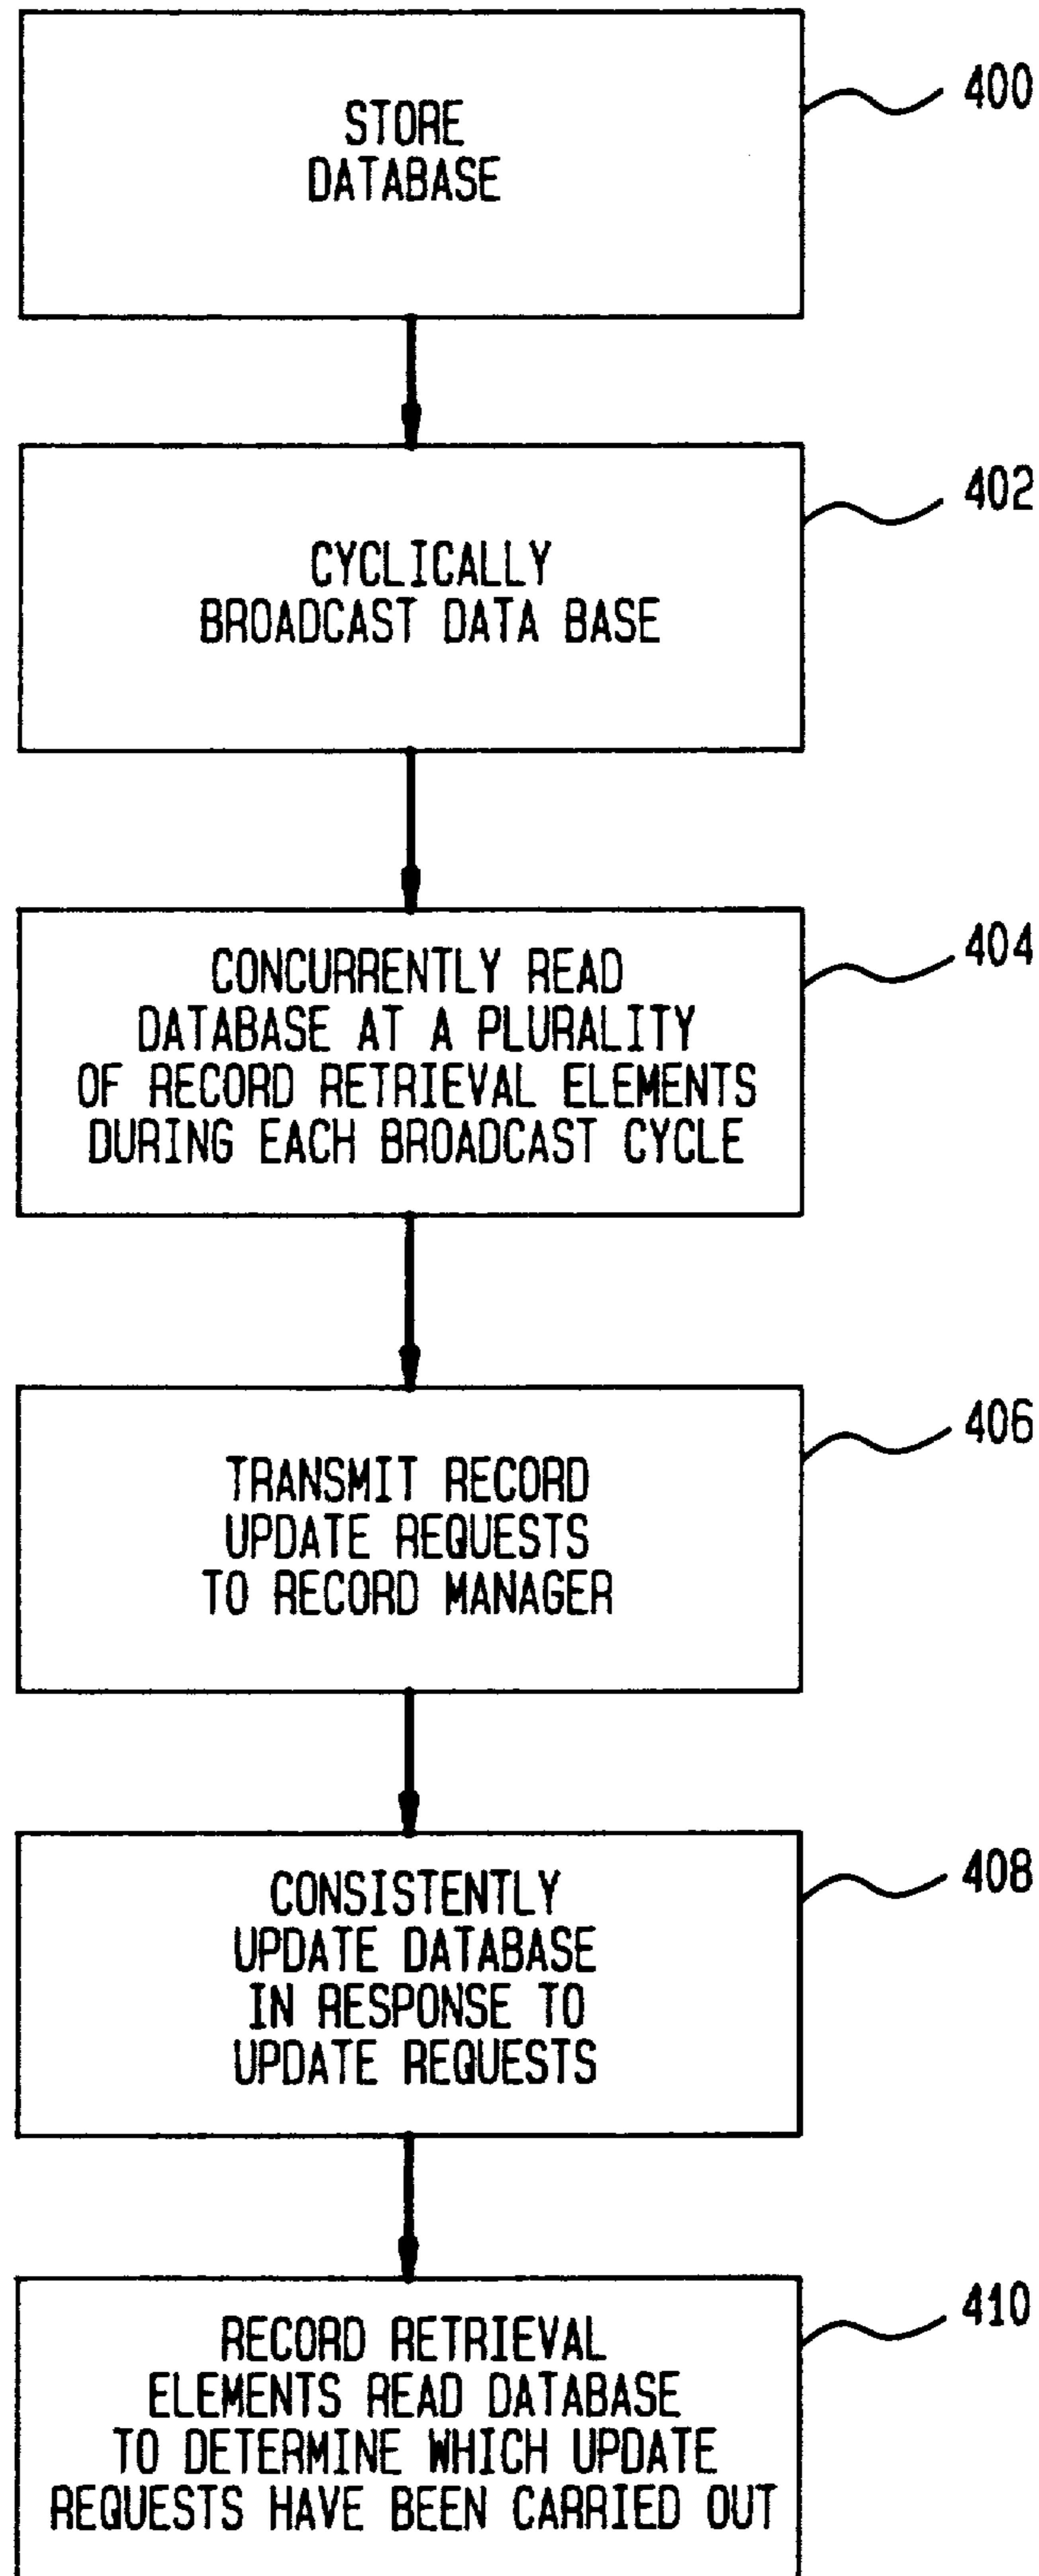 STORE
DATABASE
400
CYCLICALLY
BROADCAST DATA BASE
402
CONCURRENTLY READ
DATABASE AT A PLURALITY
OF RECORD RETRIEVAL ELEMENTS
DURING EACH BROADCAST CYCLE
404
TRANSMIT RECORD
UPDATE REQUESTS
TO RECORD MANAGER
406
CONSISTENTLY
UPDATE DATABASE
IN RESPONSE TO
UPDATE REQUESTS
408
RECORD RETRIEVAL
ELEMENTS READ DATABASE
TO DETERMINE WHICH UPDATE
REQUESTS HAVE BEEN CARRIED OUT
410